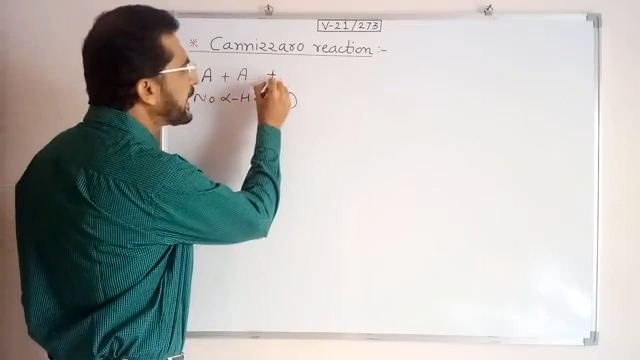 V-21/273
* Cannizzaro reaction :-
A + A +
No α-H